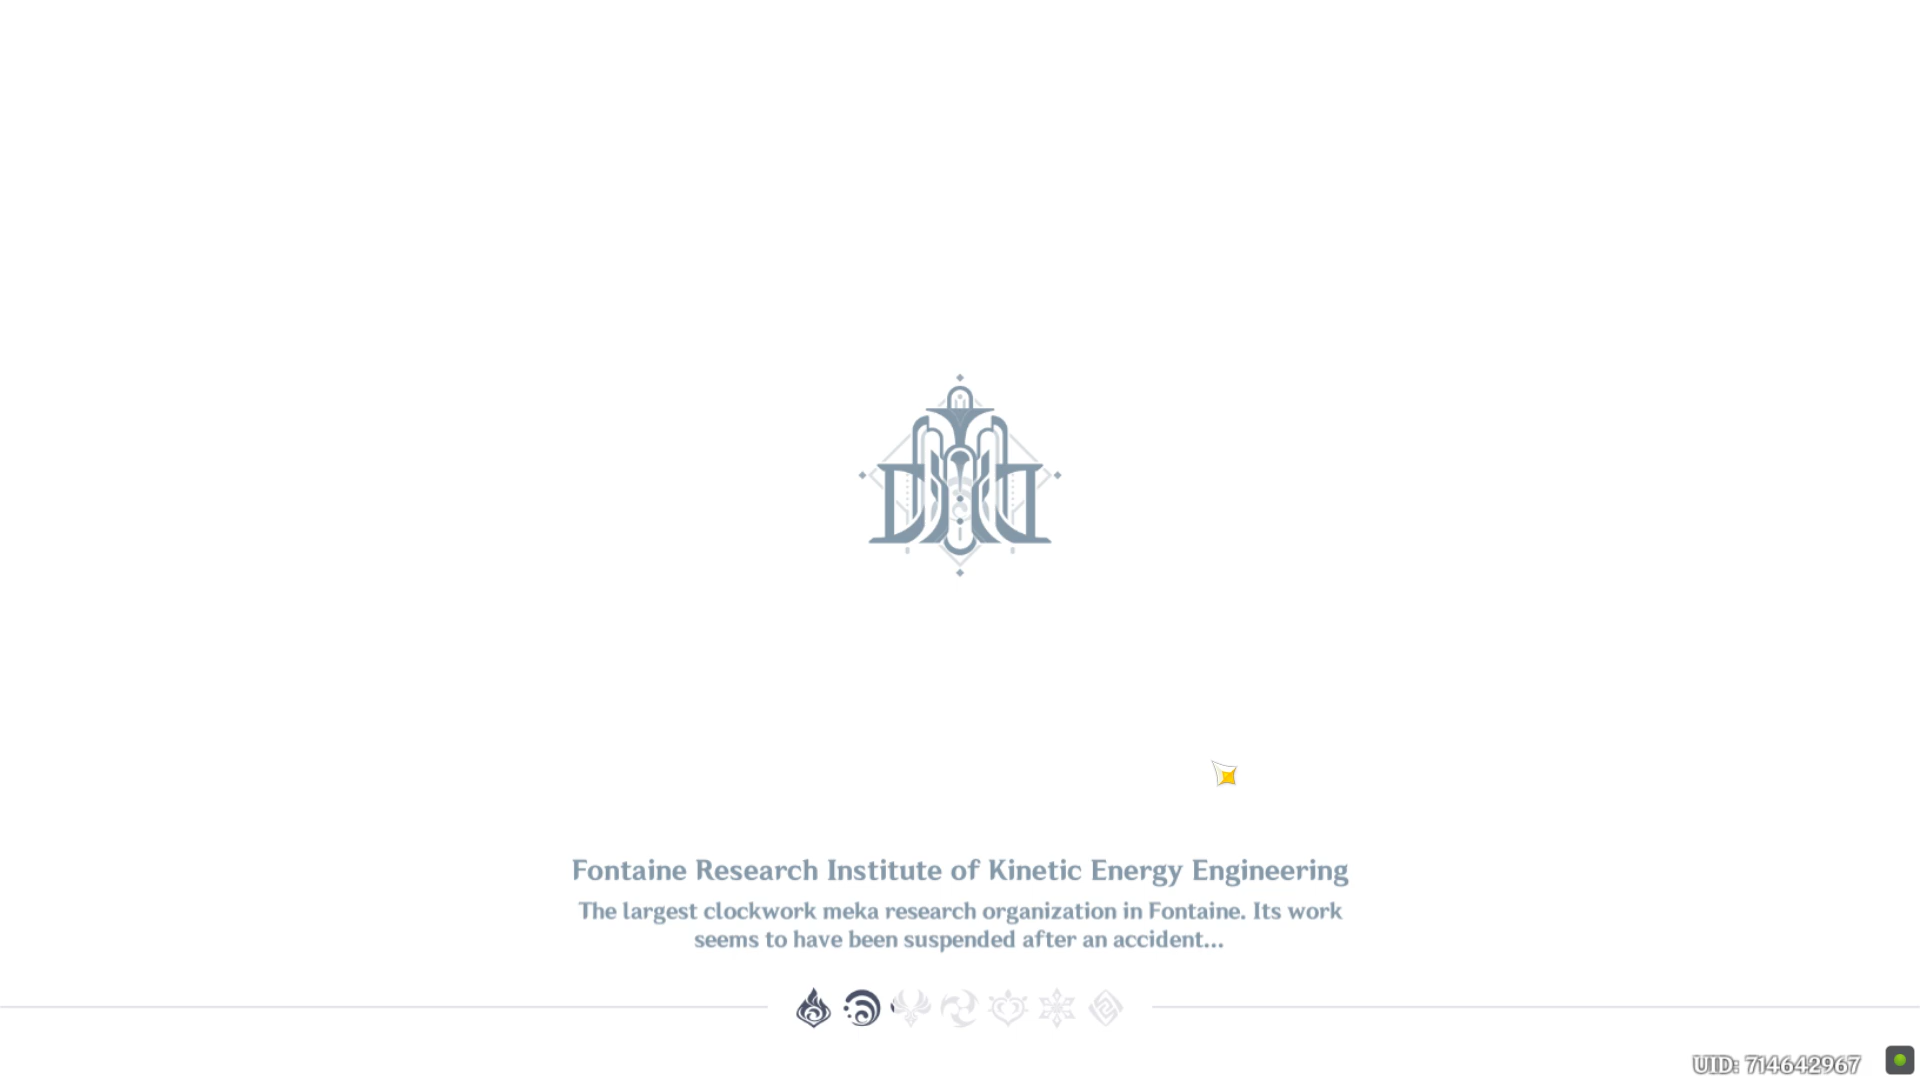 Fontaine Research Institute of Kinetic Energy Engineering
The largest clockwork meka research organization in Fontaine. Its work
seems to have been suspended after an accident...
UID: 714642967